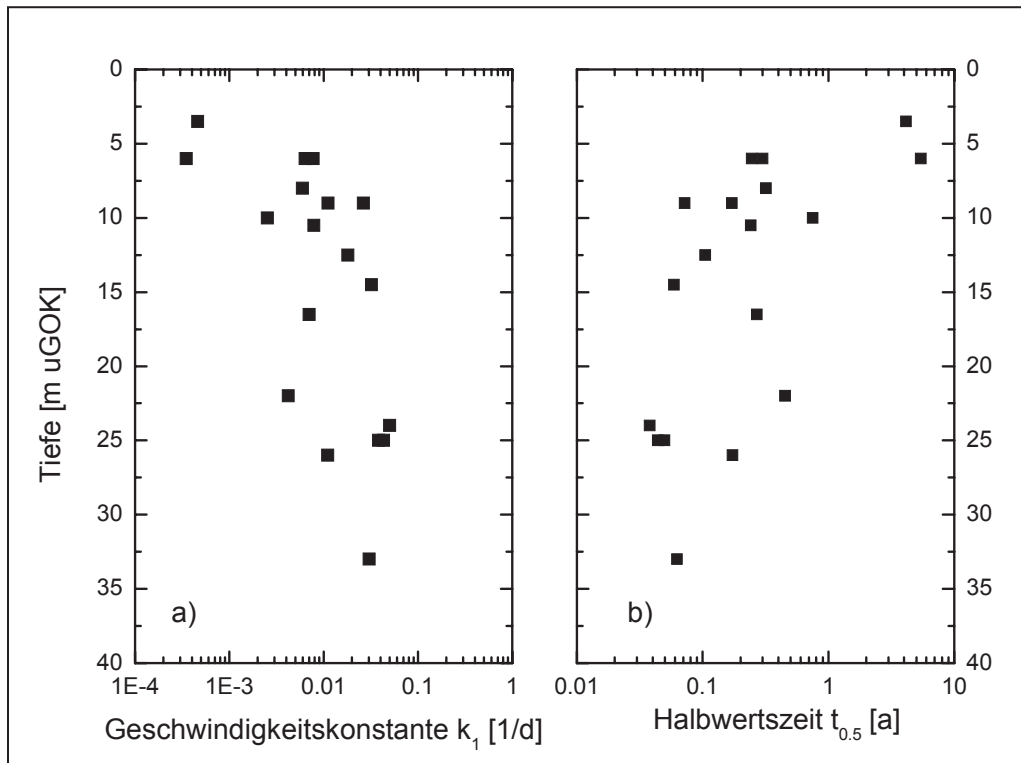 0
5
10
15
20
25
30
35
40
Tiefe [m uGOK]
a)
1E-4 1E-3 0.01 0.1 1
Geschwindigkeitskonstante k₁ [1/d]
b)
0.01 0.1 1 10
Halbwertszeit t₀.₅ [a]
0
5
10
15
20
25
30
35
40